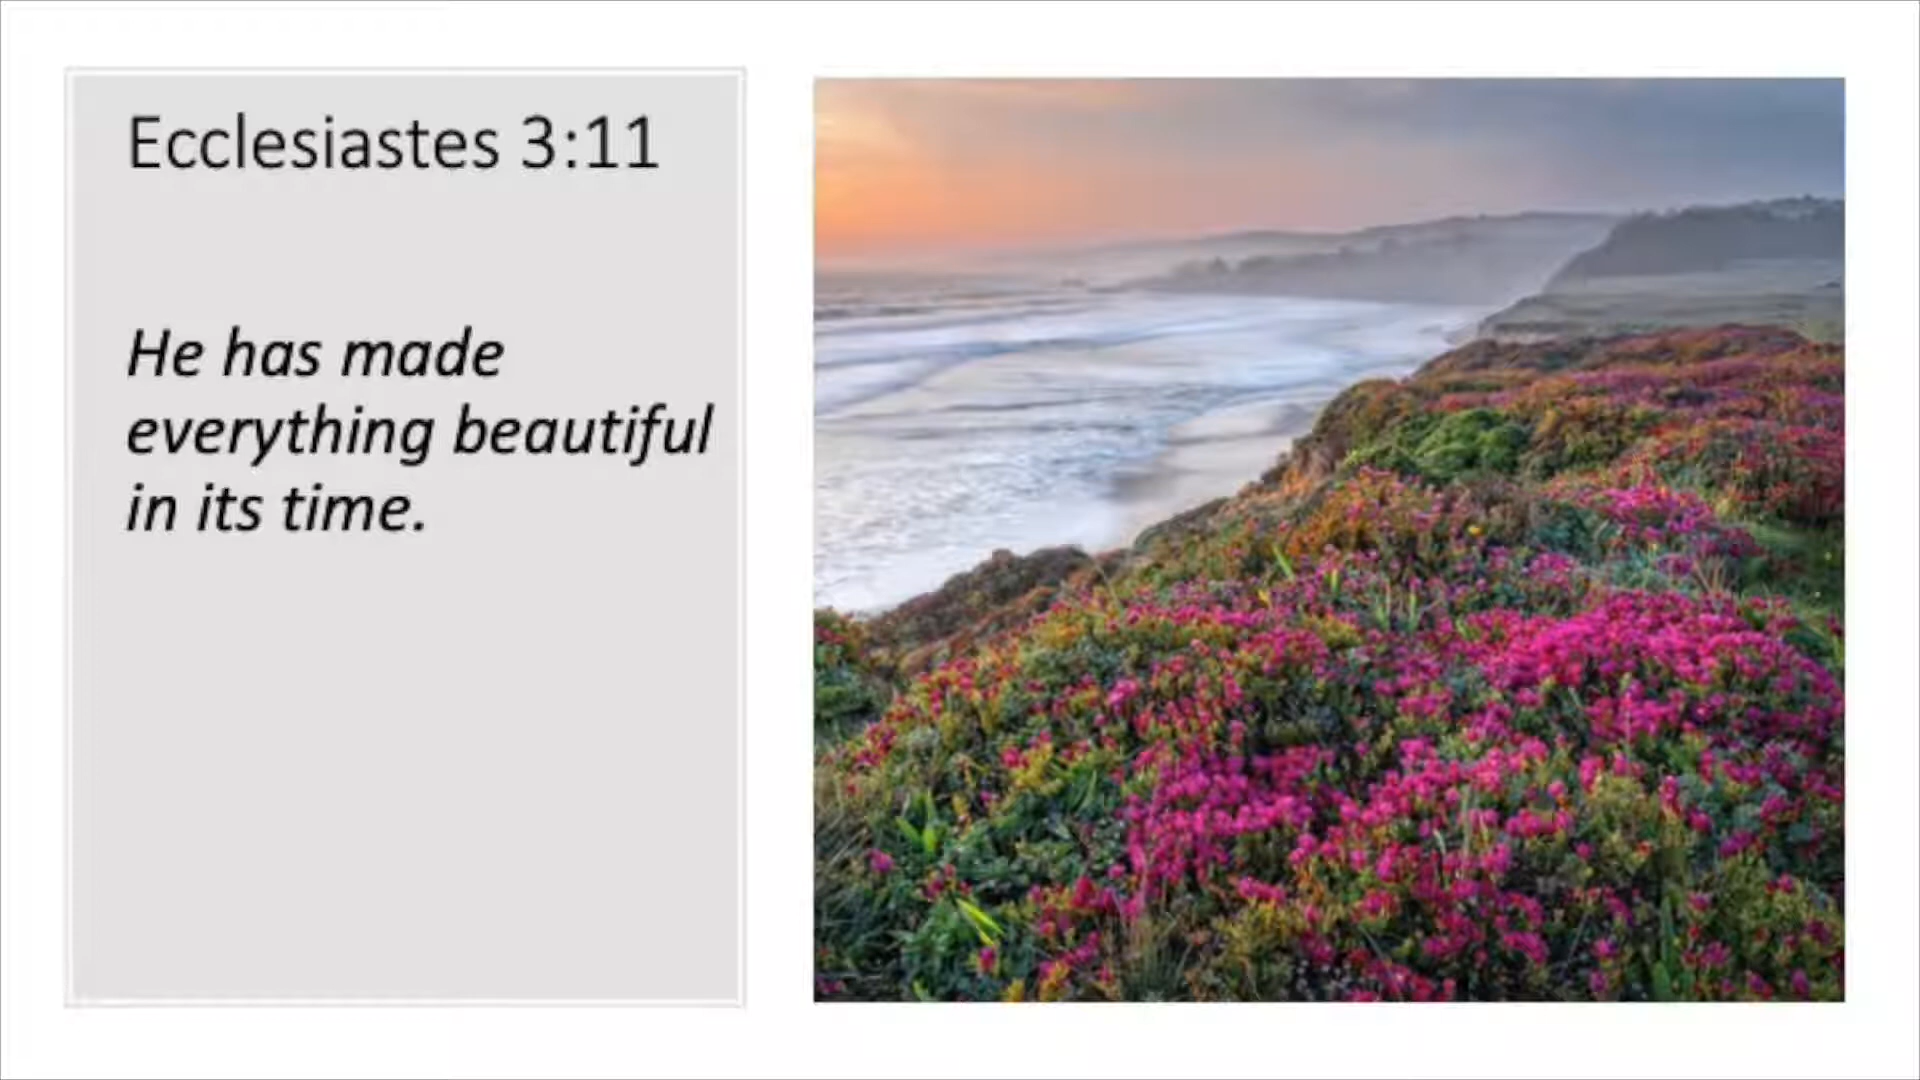 Ecclesiastes 3:11
He has made
everything beautiful
in its time.